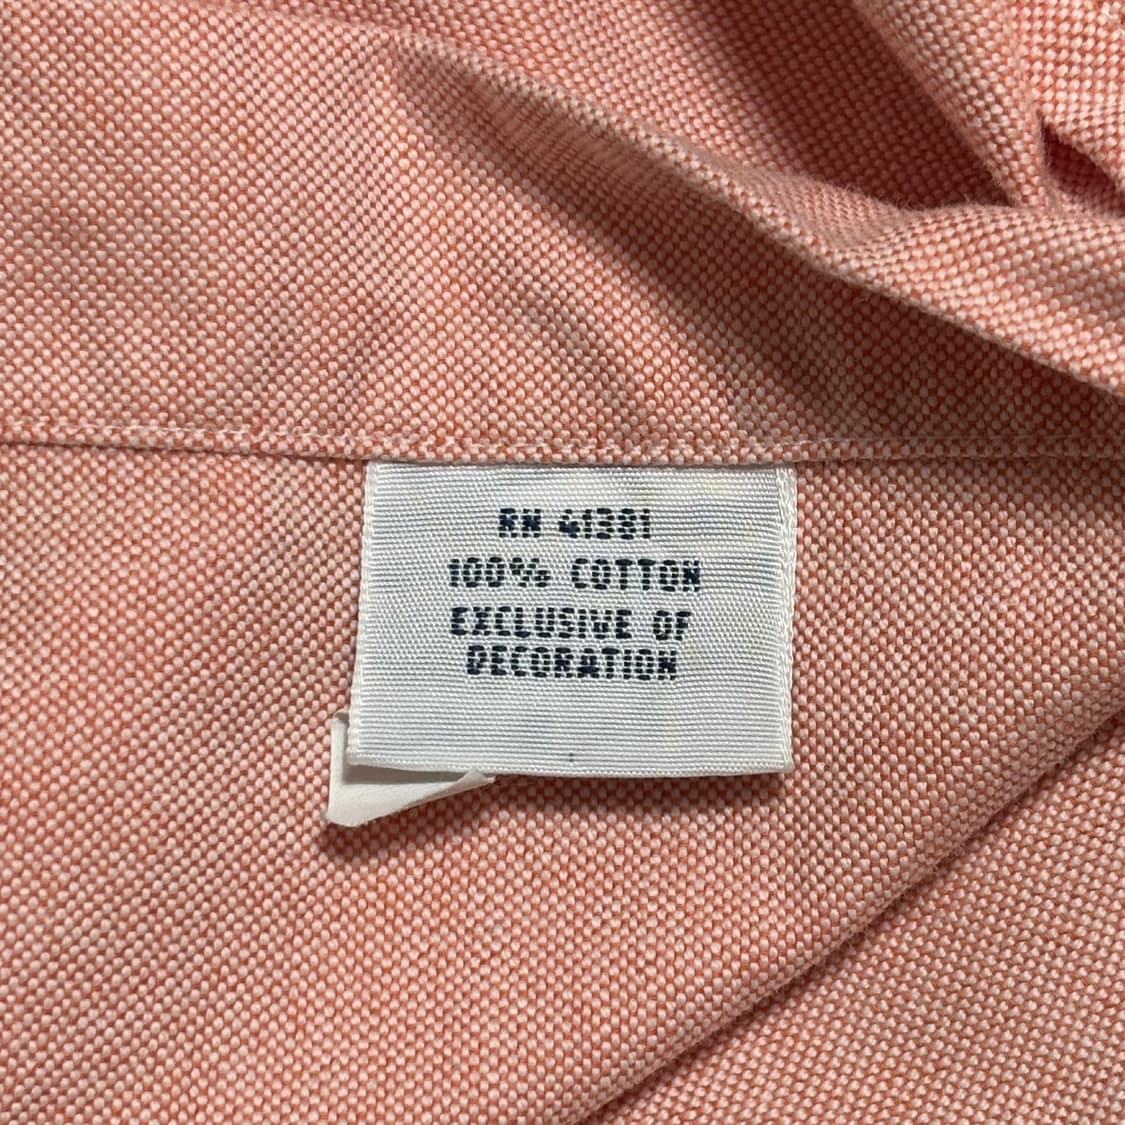 RN 41381
100% COTTON
EXCLUSIVE OF
DECORATION